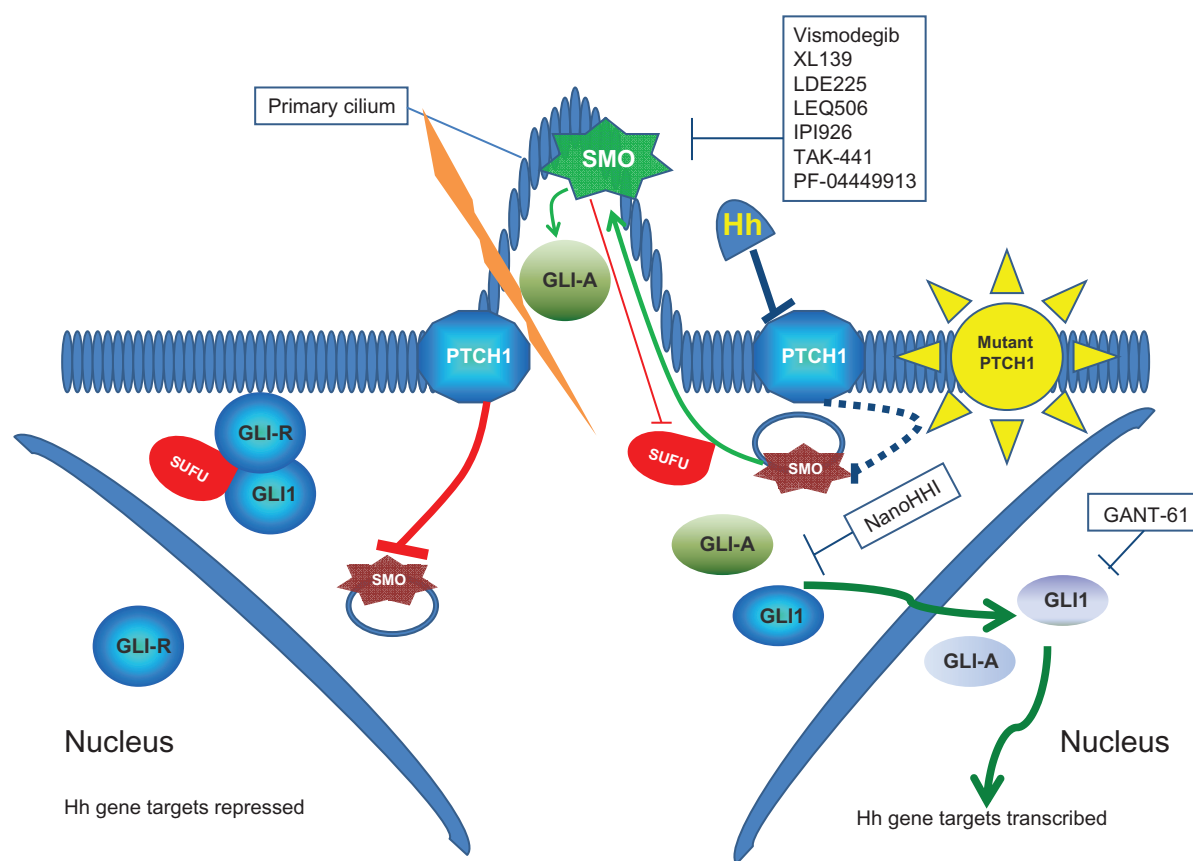 Vismodegib
XL139
LDE225
LEQ506
IPI926
TAK-441
PF-04449913
Primary cilium
SMO
Hh
GLI-A
PTCH1
PTCH1
Mutant
PTCH1
GLI-R
SUFU
GLI1
SUFU
SMO
SMO
NanoHHI
GANT-61
GLI-A
GLI1
GLI1
GLI-A
GLI-R
Nucleus
Nucleus
Hh gene targets repressed
Hh gene targets transcribed